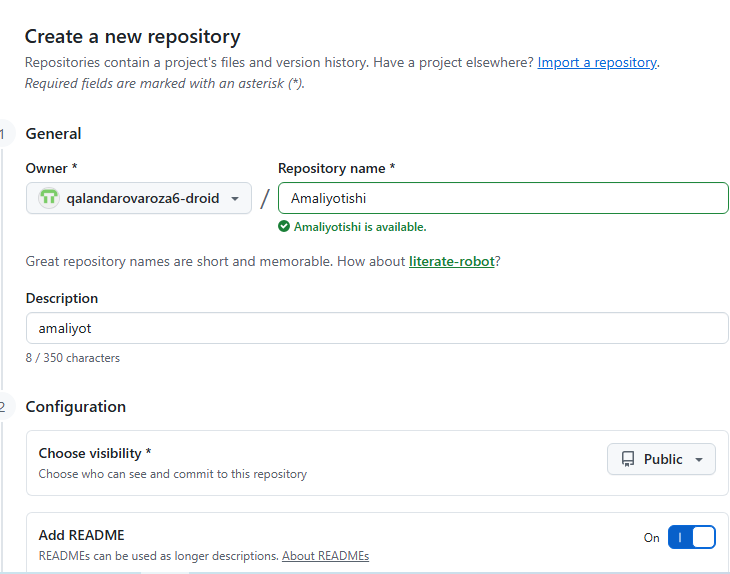 Create a new repository
Repositories contain a project's files and version history. Have a project elsewhere? Import a repository.
Required fields are marked with an asterisk (*).
1 General
Owner * Repository name *
qalandarovaroza6-droid / Amaliyotishi
Amaliyotishi is available.
Great repository names are short and memorable. How about literate-robot?
Description
amaliyot
8 / 350 characters
2 Configuration
Choose visibility *
Choose who can see and commit to this repository
Public
Add README
READMEs can be used as longer descriptions. About READMEs
On